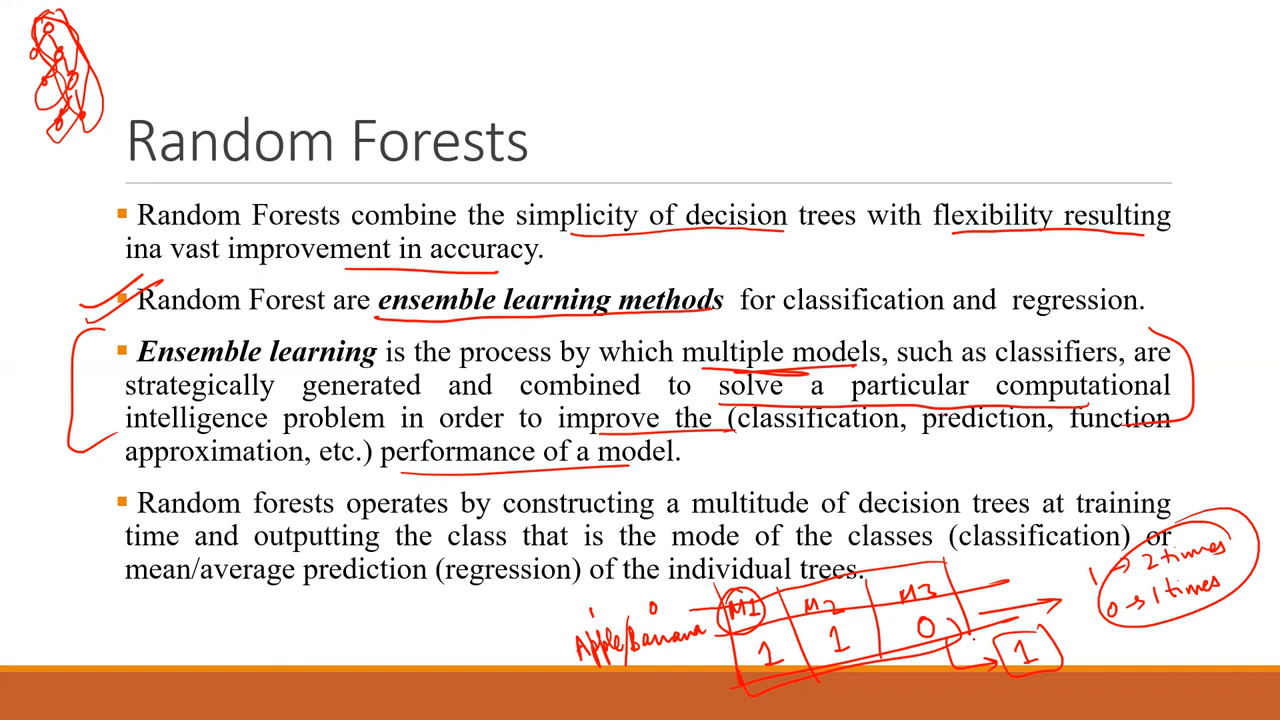 Random Forests
▪ Random Forests combine the simplicity of decision trees with flexibility resulting
ina vast improvement in accuracy.
▪ Random Forest are ensemble learning methods for classification and regression.
▪ Ensemble learning is the process by which multiple models, such as classifiers, are
strategically generated and combined to solve a particular computational
intelligence problem in order to improve the (classification, prediction, function
approximation, etc.) performance of a model.
▪ Random forests operates by constructing a multitude of decision trees at training
time and outputting the class that is the mode of the classes (classification) or
mean/average prediction (regression) of the individual trees.
1 → 2 times
0 → 1 times
1 0
Apple/Banana
M1 M2 M3
1 1 0
1